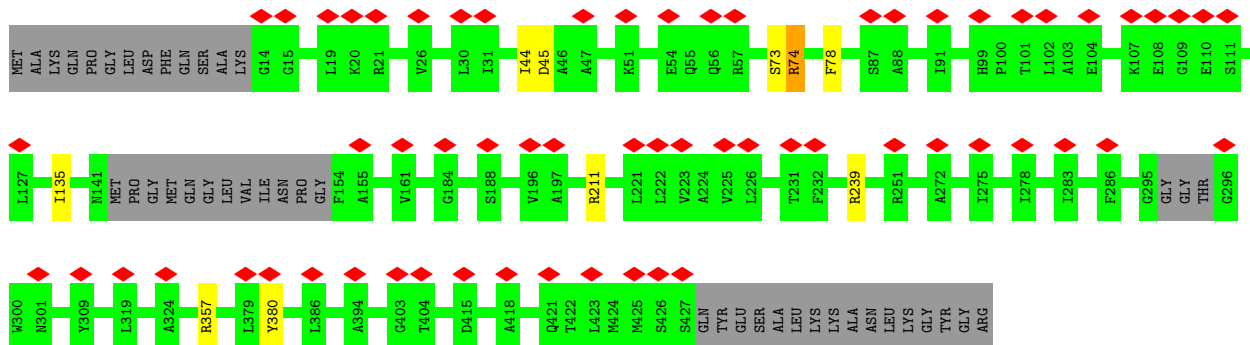 MET ALA LYS GLN PRO GLY LEU ASP PHE GLN SER ALA LYS G14 G15 L19 K20 R21 V26 L30 I31 I44 D45 A46 A47 K51 E54 Q55 Q56 R57 S73 R74 F78 S87 A88 I91 H99 P100 T101 L102 A103 E104 K107 E108 G109 E110 S111
L127 I135 N141 MET PRO GLY MET GLN GLY LEU VAL ILE ASN PRO GLY F154 A155 V161 G184 S188 V196 A197 R211 L221 L222 V223 A224 V225 L226 T231 F232 R239 R251 A272 I275 I278 I283 F286 G295 GLY GLY THR G296
W300 N301 Y309 L319 A324 R357 L379 Y380 L386 A394 G403 T404 D415 A418 Q421 T422 L423 M424 M425 S426 S427 GLN TYR GLU SER ALA LEU LYS LYS ALA ASN LEU LYS GLY TYR GLY ARG